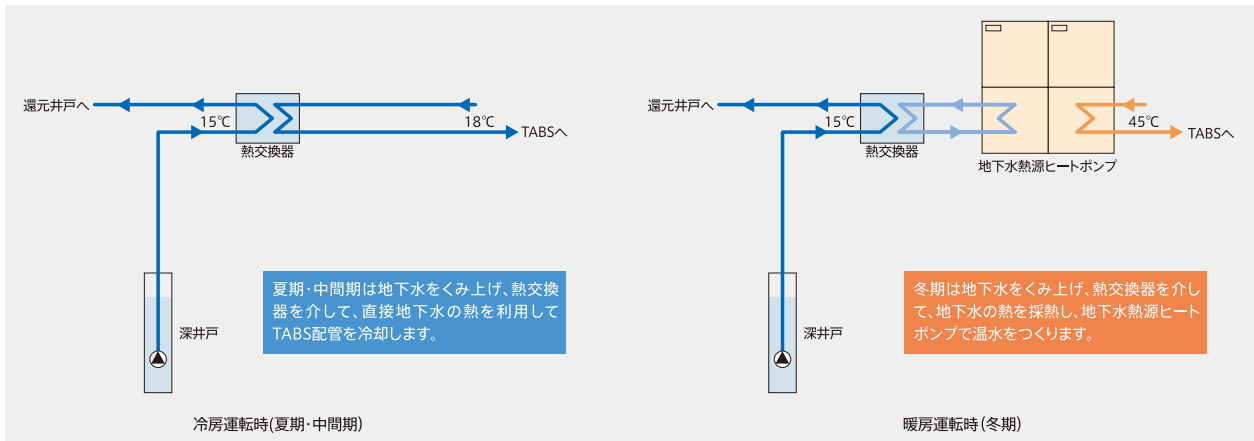 還元井戸へ
15℃
18℃
TABSへ
熱交換器
深井戸
夏期・中間期は地下水をくみ上げ、熱交換
器を介して、直接地下水の熱を利用して
TABS配管を冷却します。
冷房運転時(夏期・中間期)
還元井戸へ
15℃
45℃
TABSへ
熱交換器
地下水熱源ヒートポンプ
深井戸
冬期は地下水をくみ上げ、熱交換器を介し
て、地下水の熱を採熱し、地下水熱源ヒート
ポンプで温水をつくります。
暖房運転時(冬期)